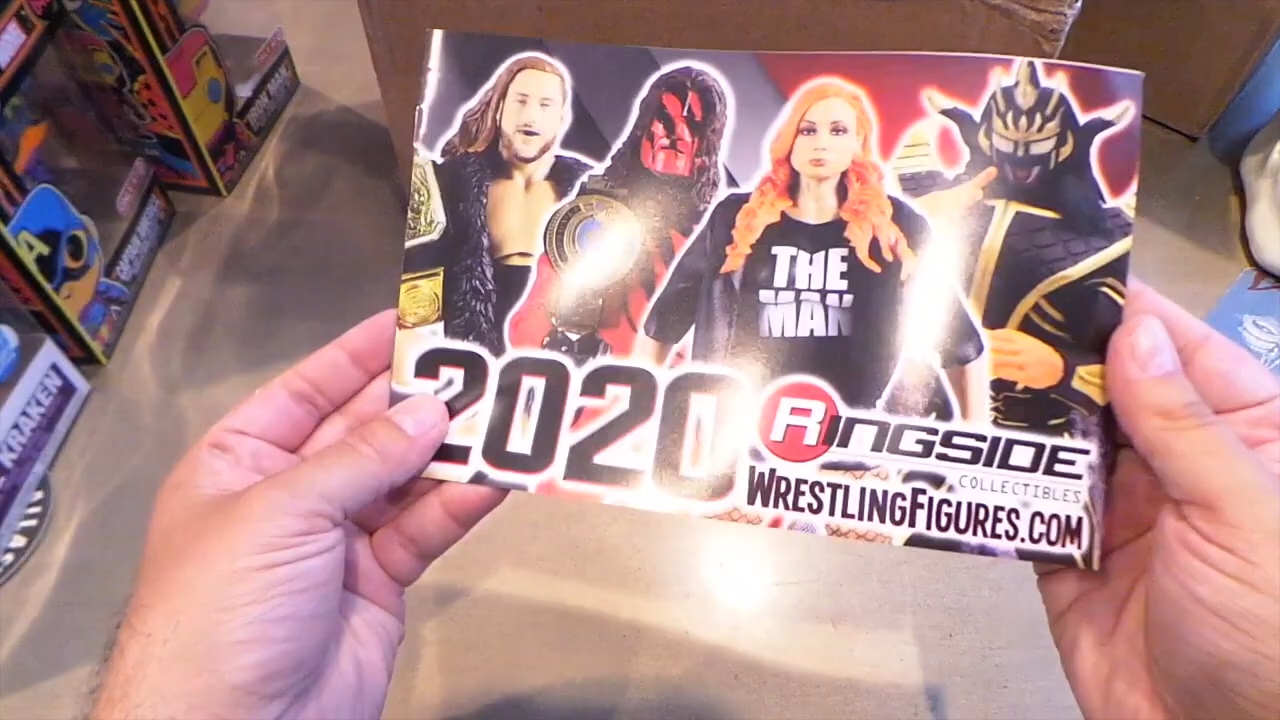 THE
MAN
2020
RINGSIDE
COLLECTIBLES
WRESTLINGFIGURES.COM
KRAKEN
A